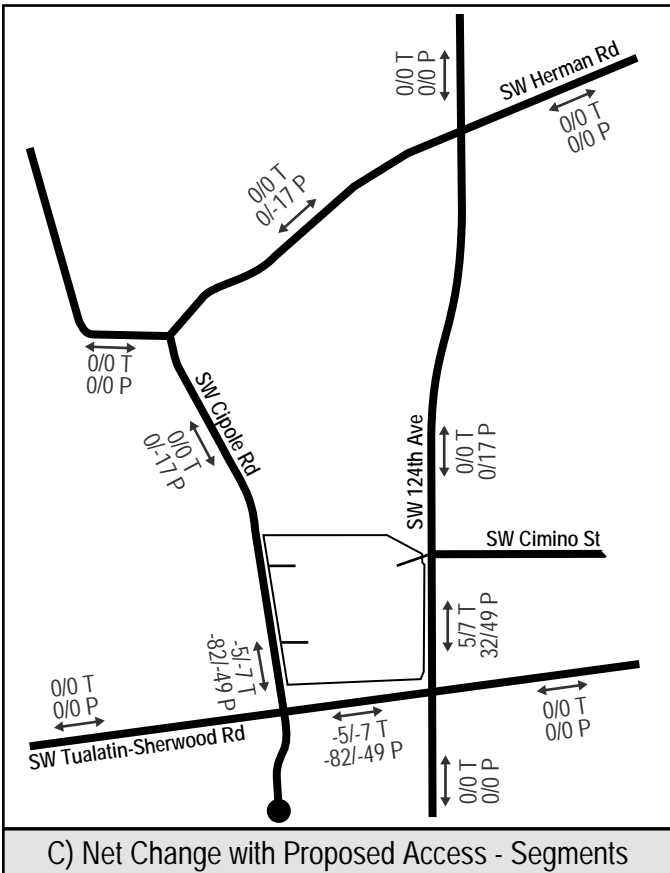 0/0 T
0/0 P
SW Herman Rd
0/0 T
0/0 P
0/0 T
0/-17 P
0/0 T
0/0 P
SW Cipole Rd
0/0 T
0/-17 P
SW 124th Ave
0/0 T
0/17 P
SW Cimino St
5/7 T
32/49 P
-5/-7 T
-82/-49 P
0/0 T
0/0 P
SW Tualatin-Sherwood Rd
-5/-7 T
-82/-49 P
0/0 T
0/0 P
0/0 T
0/0 P
C) Net Change with Proposed Access - Segments